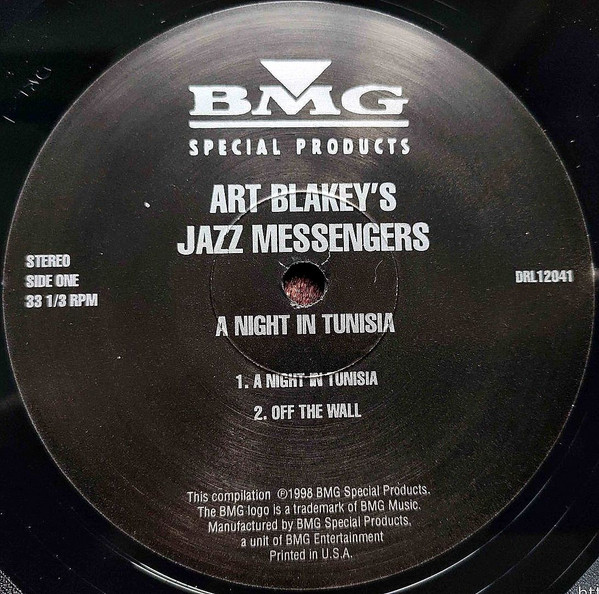 BMG
SPECIAL PRODUCTS
ART BLAKEY'S
JAZZ MESSENGERS
STEREO
SIDE ONE
33 1/3 RPM
DRL12041
A NIGHT IN TUNISIA
1. A NIGHT IN TUNISIA
2. OFF THE WALL
This compilation ℗1998 BMG Special Products.
The BMG logo is a trademark of BMG Music.
Manufactured by BMG Special Products,
a unit of BMG Entertainment
Printed in U.S.A.